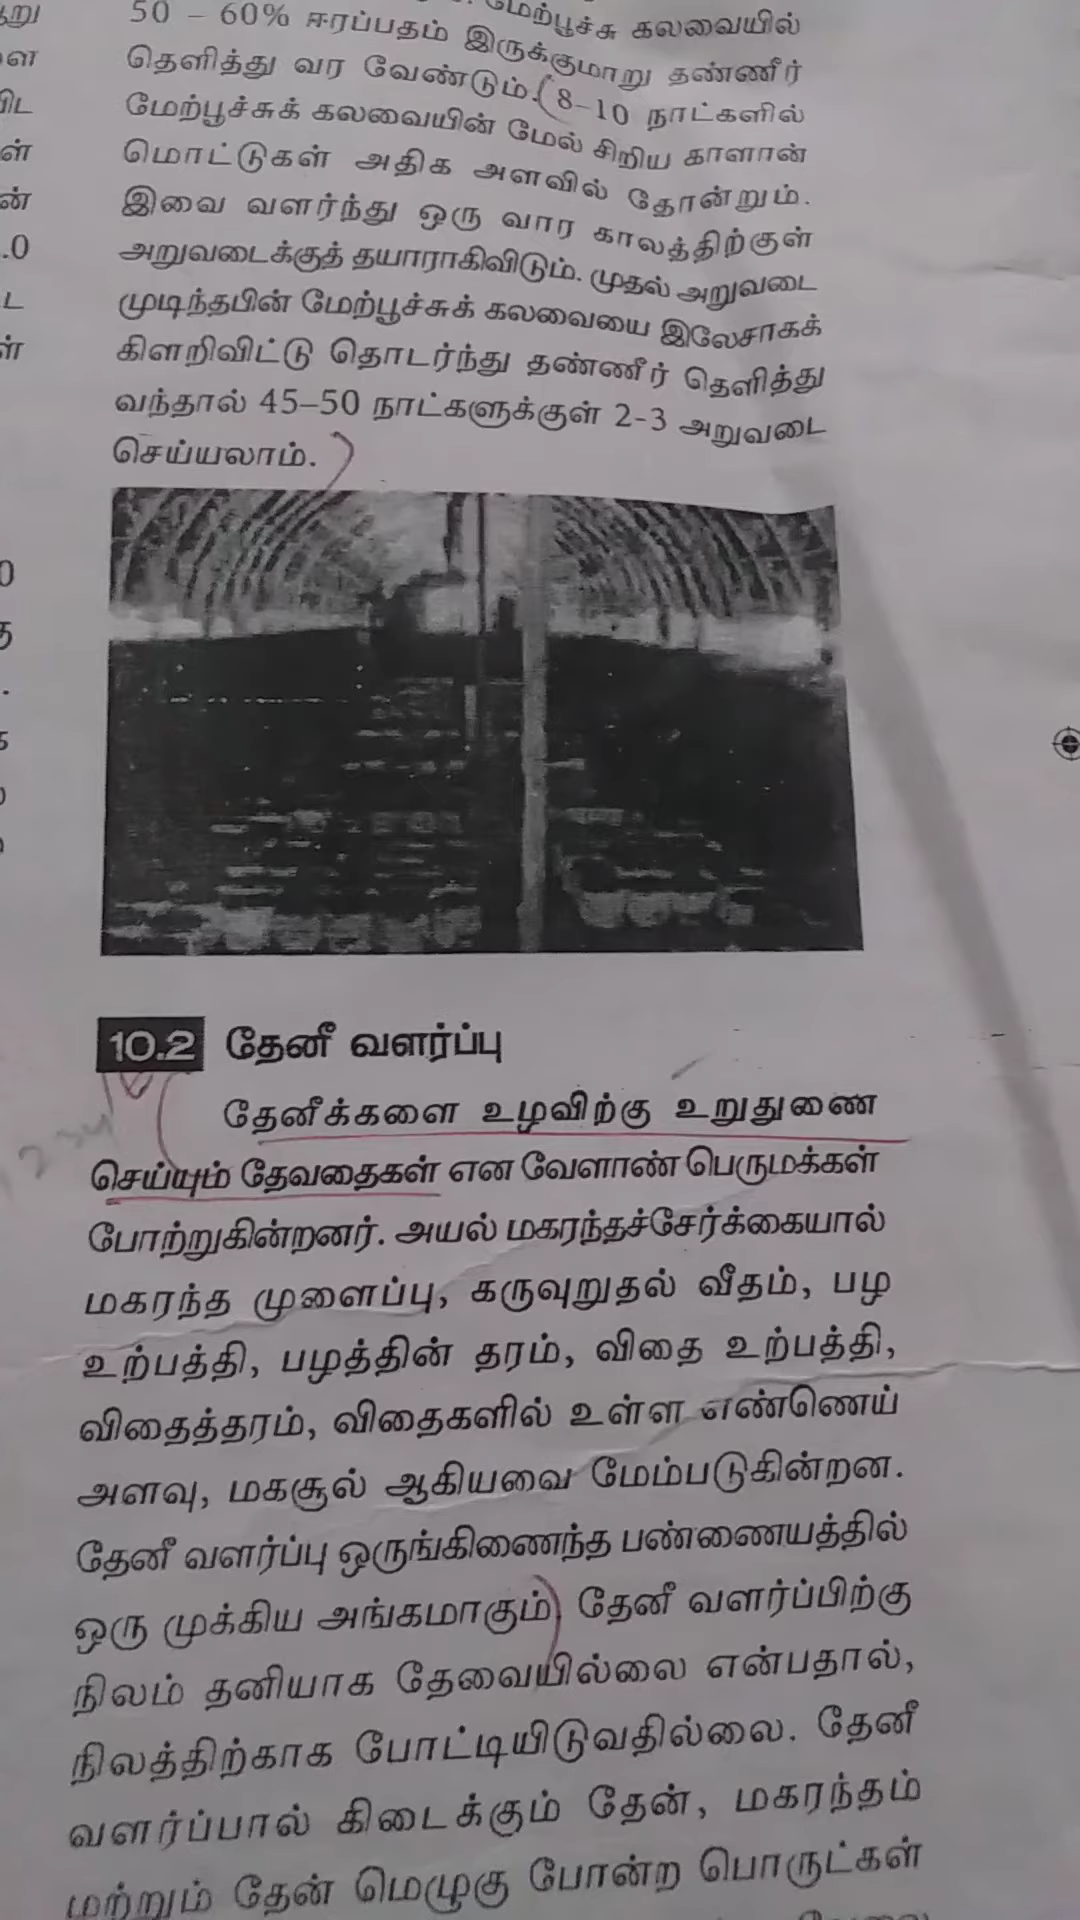 மேற்பூச்சு கலவையில்
50 – 60% ஈரப்பதம் இருக்குமாறு தண்ணீர்
தெளித்து வர வேண்டும். (8–10 நாட்களில்
மேற்பூச்சுக் கலவையின் மேல் சிறிய காளான்
மொட்டுகள் அதிக அளவில் தோன்றும்.
இவை வளர்ந்து ஒரு வார காலத்திற்குள்
அறுவடைக்குத் தயாராகிவிடும். முதல் அறுவடை
முடிந்தபின் மேற்பூச்சுக் கலவையை இலேசாகக்
கிளறிவிட்டு தொடர்ந்து தண்ணீர் தெளித்து
வந்தால் 45–50 நாட்களுக்குள் 2-3 அறுவடை
செய்யலாம்.
10.2 தேனீ வளர்ப்பு
தேனீக்களை உழவிற்கு உறுதுணை
செய்யும் தேவதைகள் என வேளாண் பெருமக்கள்
போற்றுகின்றனர். அயல் மகரந்தச்சேர்க்கையால்
மகரந்த முளைப்பு, கருவுறுதல் வீதம், பழ
உற்பத்தி, பழத்தின் தரம், விதை உற்பத்தி,
விதைத்தரம், விதைகளில் உள்ள எண்ணெய்
அளவு, மகசூல் ஆகியவை மேம்படுகின்றன.
தேனீ வளர்ப்பு ஒருங்கிணைந்த பண்ணையத்தில்
ஒரு முக்கிய அங்கமாகும் தேனீ வளர்ப்பிற்கு
நிலம் தனியாக தேவையில்லை என்பதால்,
நிலத்திற்காக போட்டியிடுவதில்லை. தேனீ
வளர்ப்பால் கிடைக்கும் தேன், மகரந்தம்
மற்றும் தேன் மெழுகு போன்ற பொருட்கள்